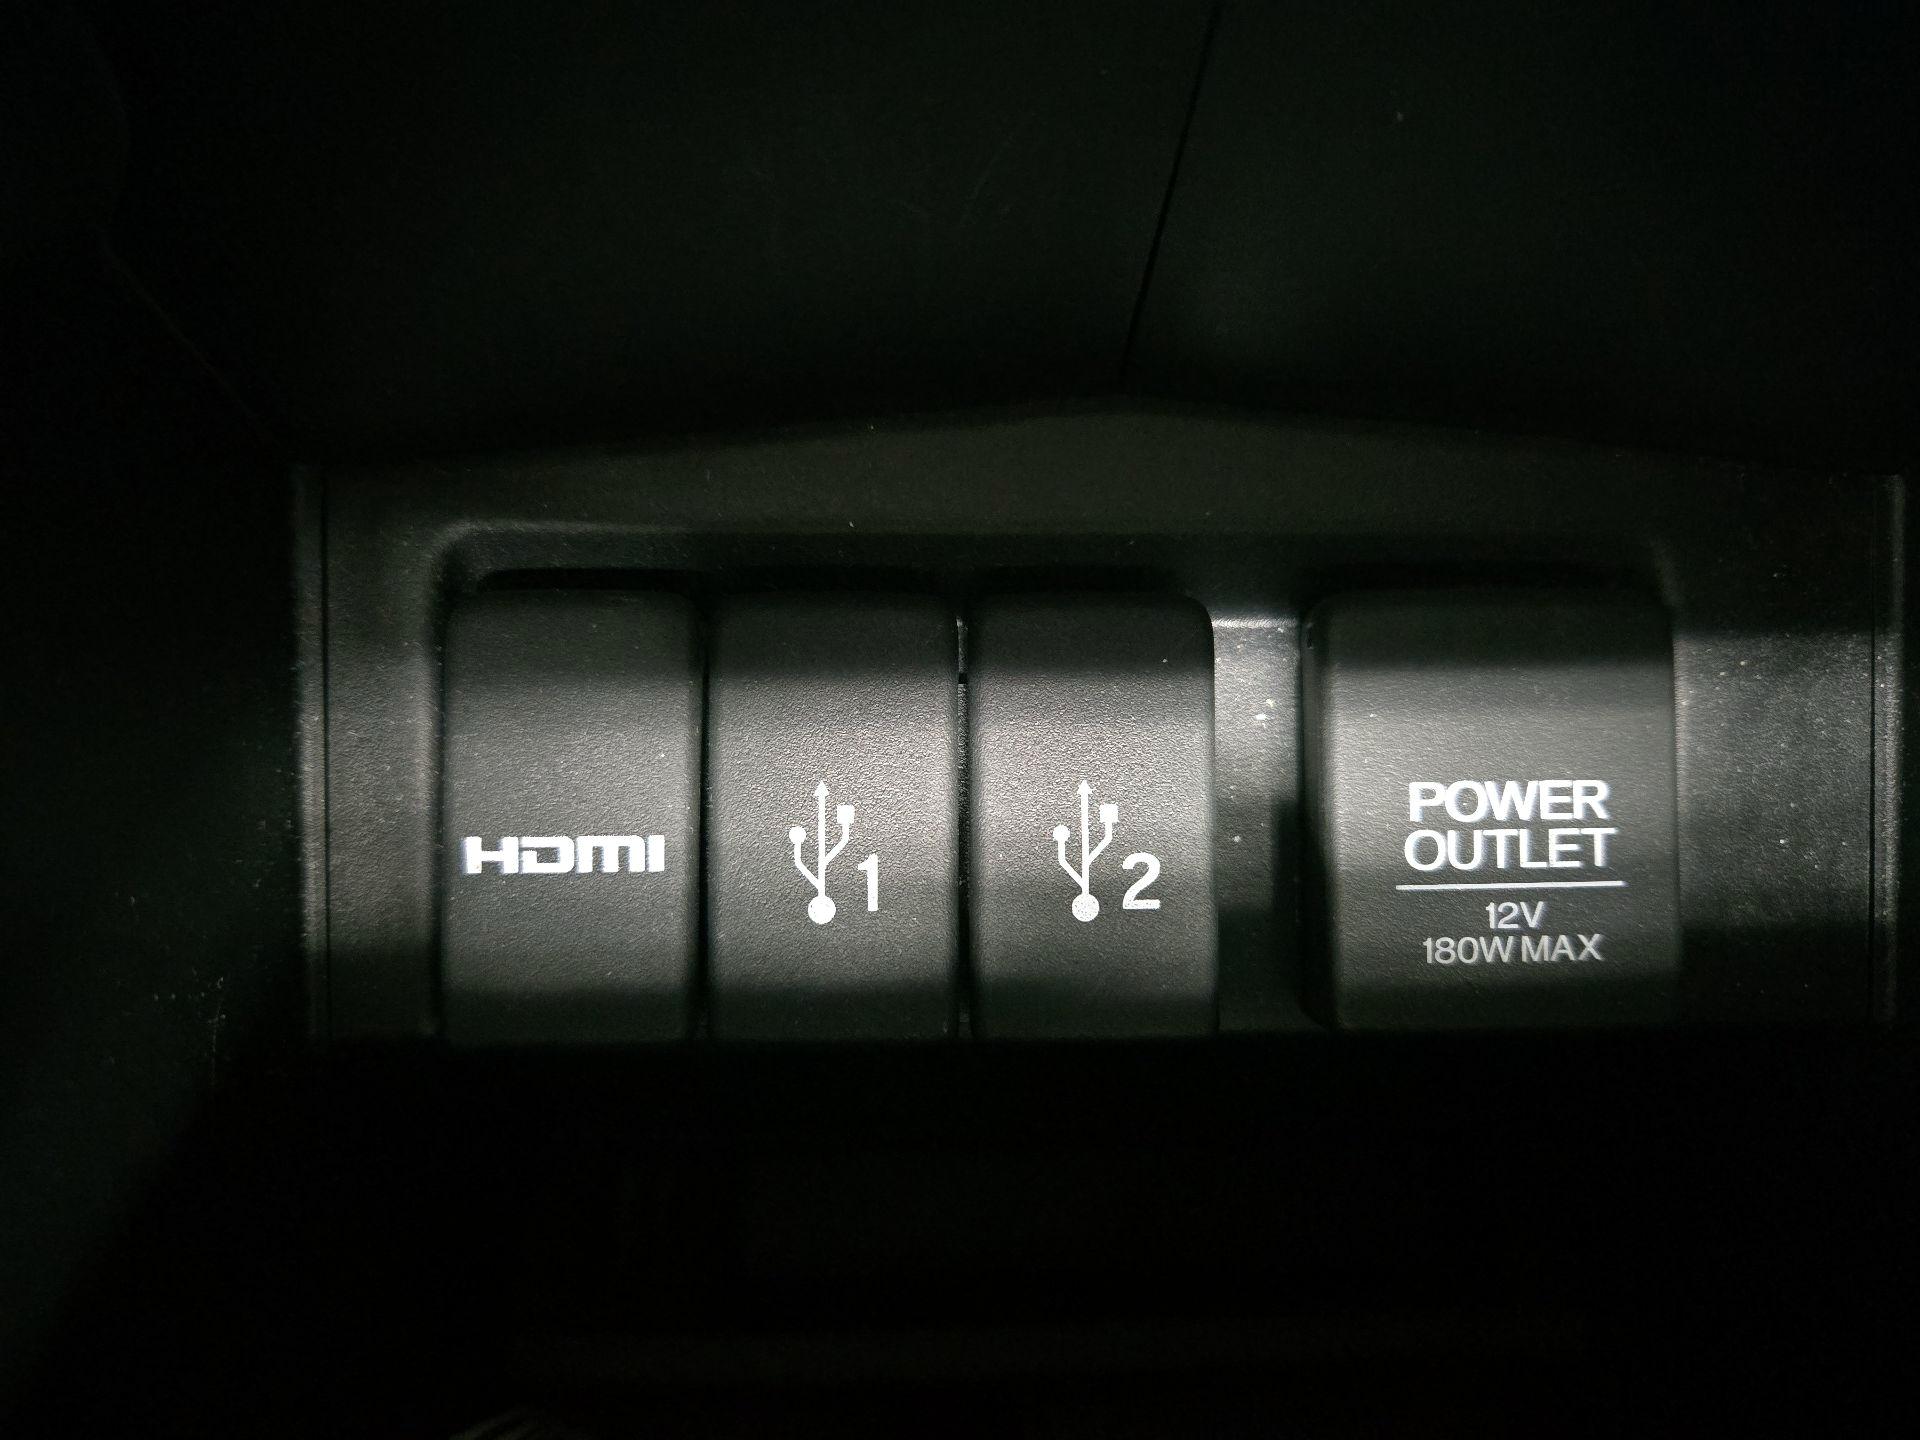 HDMI
1
2
POWER
OUTLET
12V
180W MAX